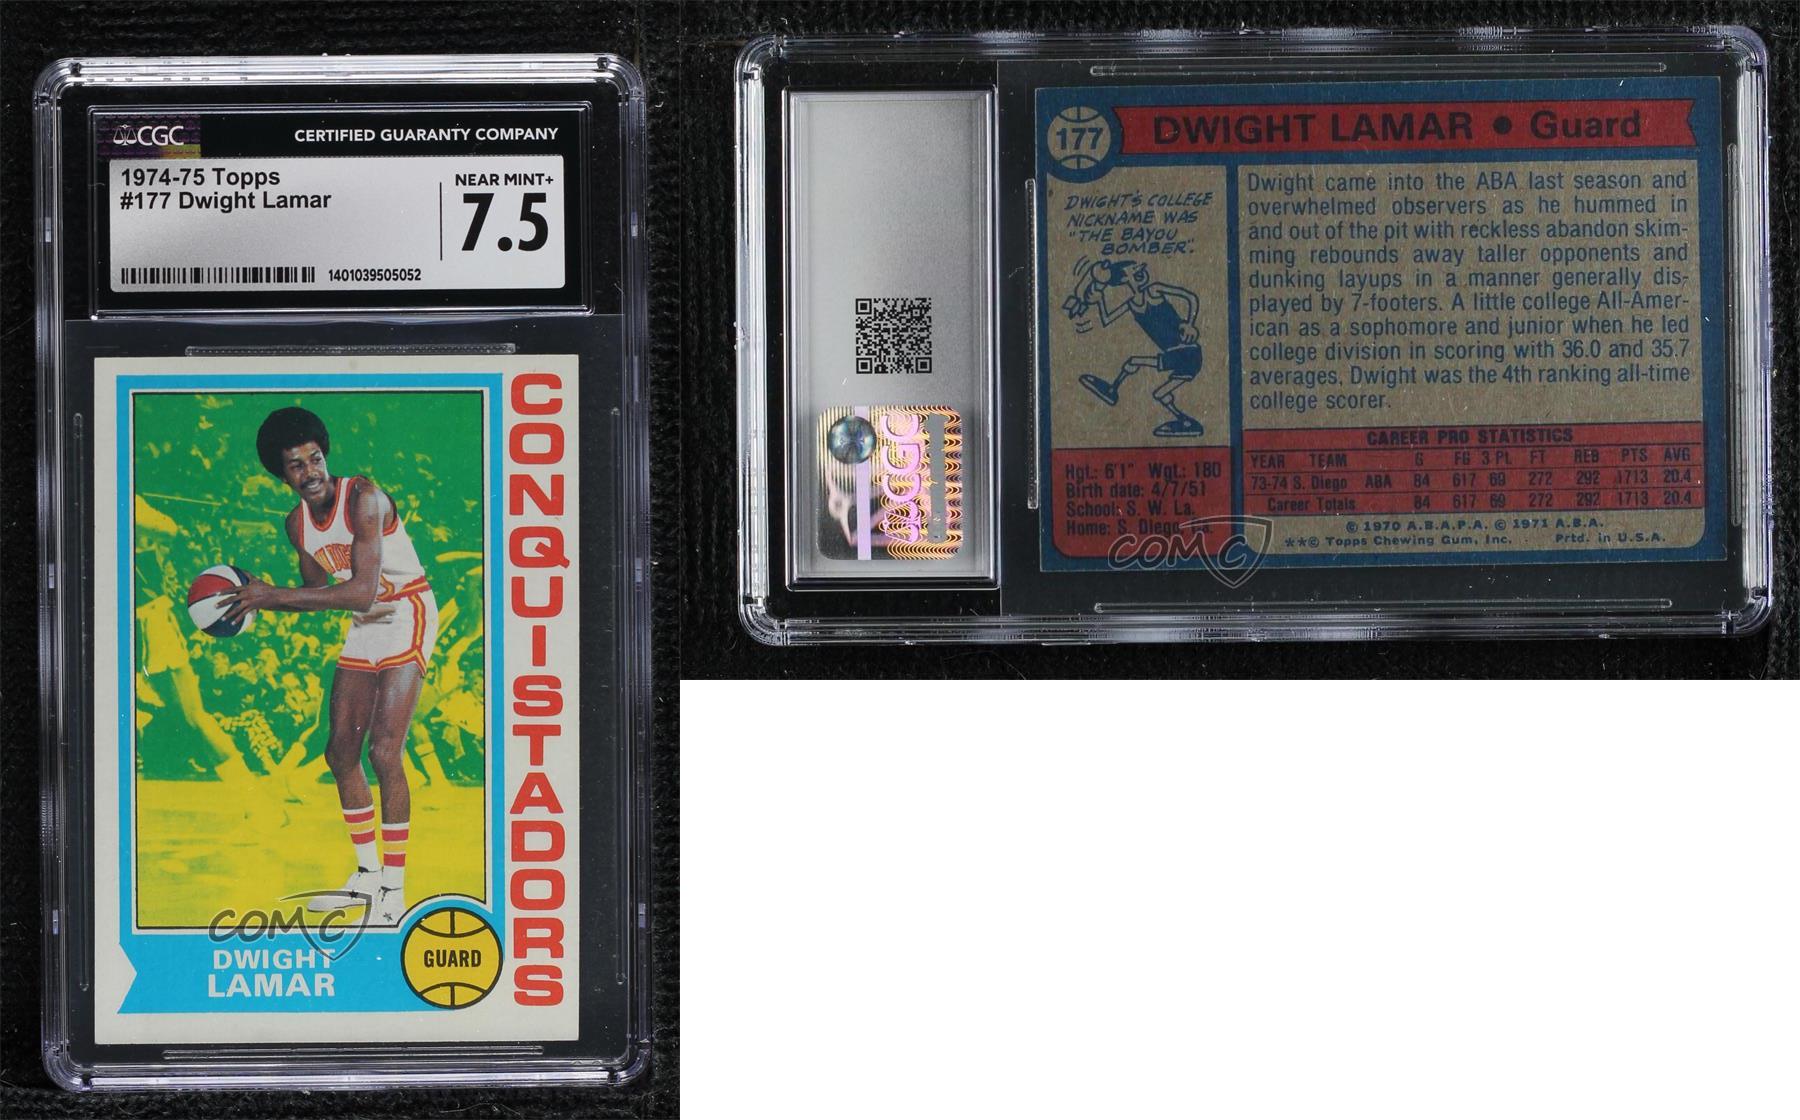 CGC CERTIFIED GUARANTY COMPANY
1974-75 Topps
#177 Dwight Lamar
NEAR MINT+
7.5
1401039505052
CONQUISTADORS
DWIGHT
LAMAR
GUARD
COMC
177
DWIGHT LAMAR • Guard
DWIGHT'S COLLEGE
NICKNAME WAS
"THE BAYOU
BOMBER".
Hgt.: 6'1" Wgt.: 180
Birth date: 4/7/51
School: S. W. La.
Home: S. Diego
Dwight came into the ABA last season and
overwhelmed observers as he hummed in
and out of the pit with reckless abandon skim-
ming rebounds away taller opponents and
dunking layups in a manner generally dis-
played by 7-footers. A little college All-Amer-
ican as a sophomore and junior when he led
college division in scoring with 36.0 and 35.7
averages, Dwight was the 4th ranking all-time
college scorer.
CAREER PRO STATISTICS
YEAR TEAM G FG 3 PL FT REB PTS AVG
73-74 S. Diego ABA 84 617 69 272 292 1713 20.4
Career Totals 84 617 69 272 292 1713 20.4
© 1970 A.B.A.P.A. © 1971 A.B.A.
**© Topps Chewing Gum, Inc. Prtd. in U.S.A.
CGC
COMC